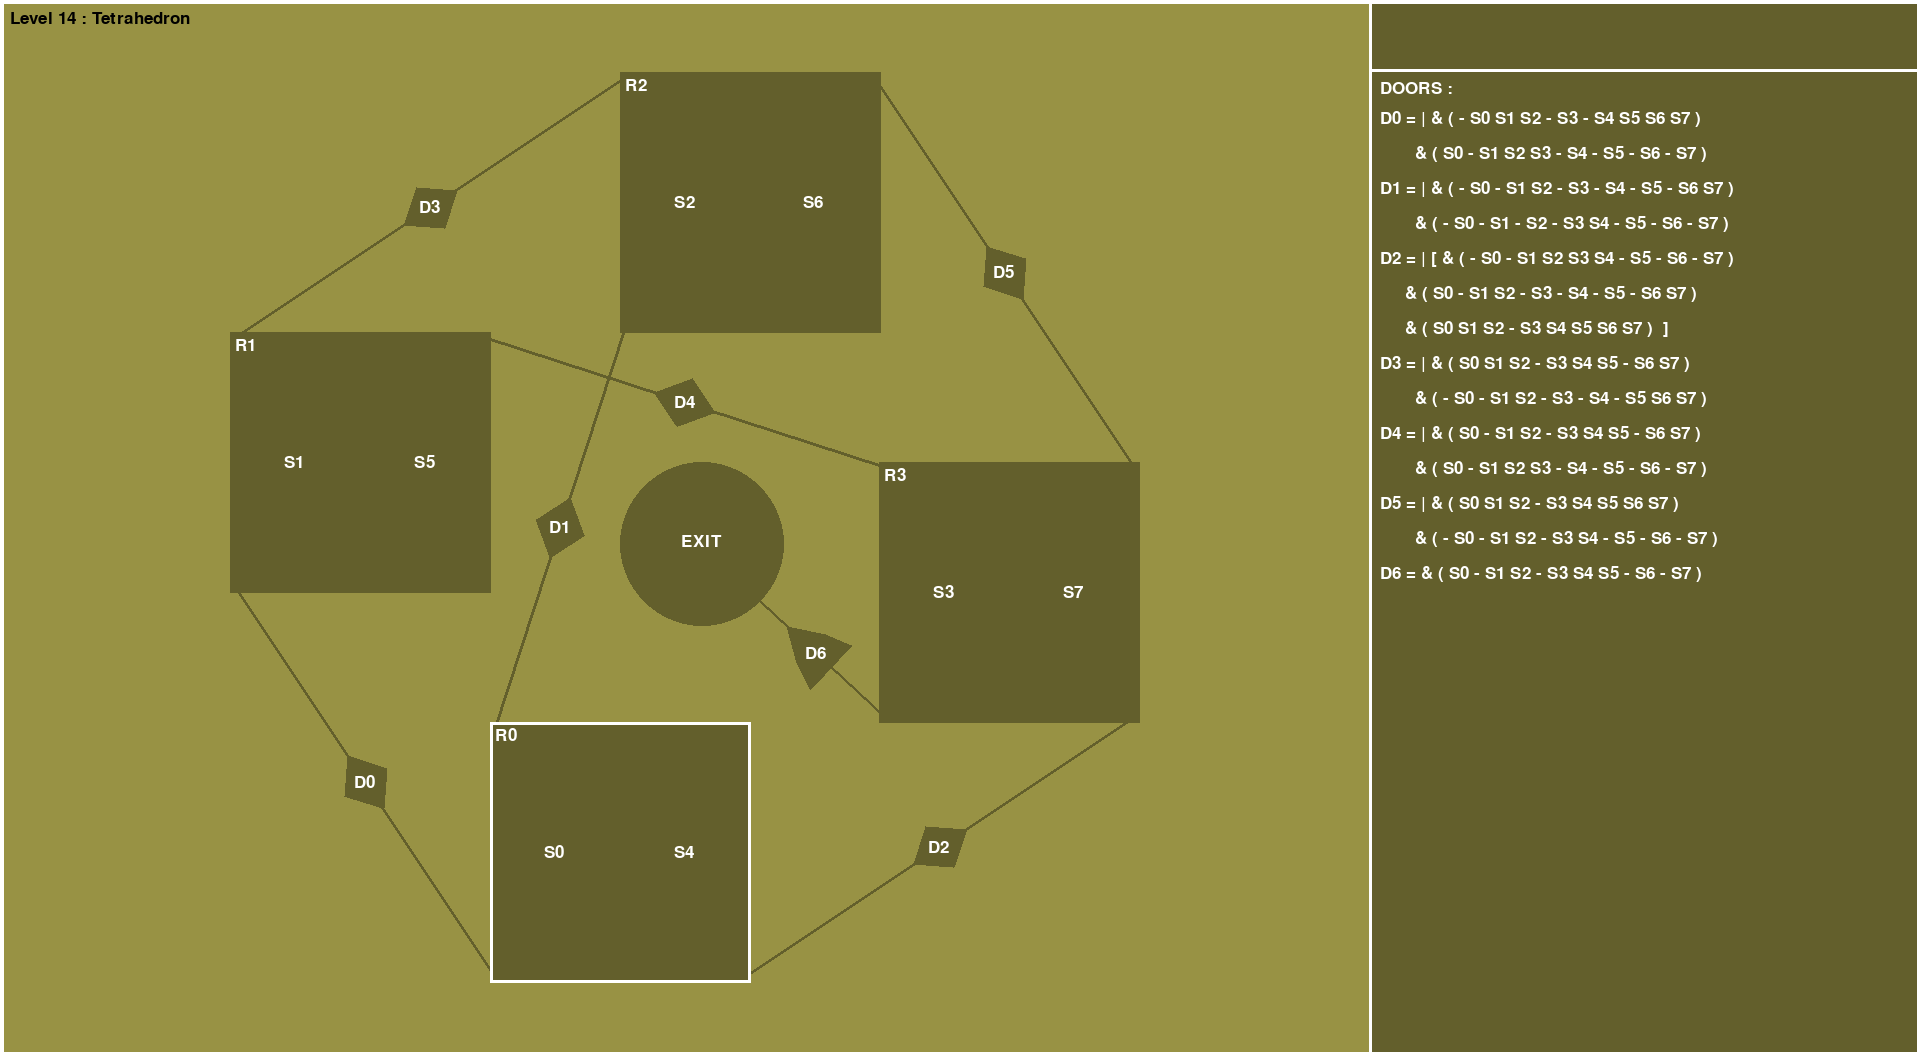 Level 14 : Tetrahedron
R2
S2 S6
D3
D5
R1
S1 S5
D4
R3
S3 S7
D1
EXIT
D6
R0
S0 S4
D0
D2
DOORS :
D0 = | & ( - S0 S1 S2 - S3 - S4 S5 S6 S7 )
& ( S0 - S1 S2 S3 - S4 - S5 - S6 - S7 )
D1 = | & ( - S0 - S1 S2 - S3 - S4 - S5 - S6 S7 )
& ( - S0 - S1 - S2 - S3 S4 - S5 - S6 - S7 )
D2 = | [ & ( - S0 - S1 S2 S3 S4 - S5 - S6 - S7 )
& ( S0 - S1 S2 - S3 - S4 - S5 - S6 S7 )
& ( S0 S1 S2 - S3 S4 S5 S6 S7 ) ]
D3 = | & ( S0 S1 S2 - S3 S4 S5 - S6 S7 )
& ( - S0 - S1 S2 - S3 - S4 - S5 S6 S7 )
D4 = | & ( S0 - S1 S2 - S3 S4 S5 - S6 S7 )
& ( S0 - S1 S2 S3 - S4 - S5 - S6 - S7 )
D5 = | & ( S0 S1 S2 - S3 S4 S5 S6 S7 )
& ( - S0 - S1 S2 - S3 S4 - S5 - S6 - S7 )
D6 = & ( S0 - S1 S2 - S3 S4 S5 - S6 - S7 )